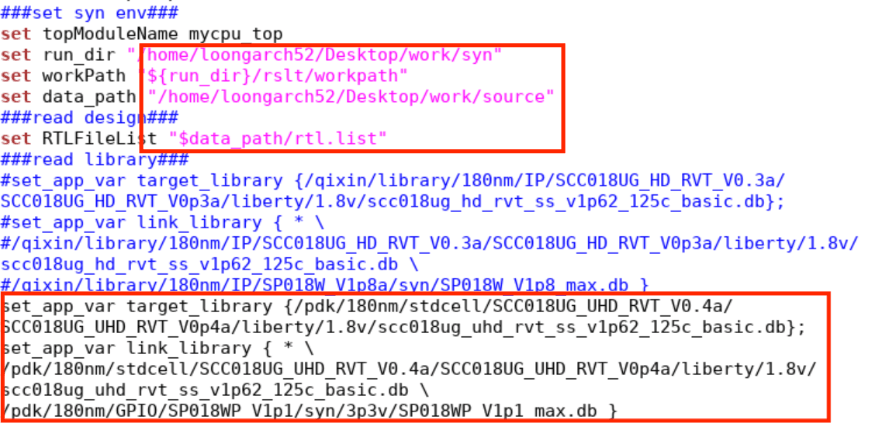 ###set syn env###
set topModuleName mycpu_top
set run_dir "/home/loongarch52/Desktop/work/syn"
set workPath "${run_dir}/rslt/workpath"
set data_path "/home/loongarch52/Desktop/work/source"
###read design###
set RTLFileList "$data_path/rtl.list"
###read library###
#set_app_var target_library {/qixin/library/180nm/IP/SCC018UG_HD_RVT_V0.3a/
SCC018UG_HD_RVT_V0p3a/liberty/1.8v/scc018ug_hd_rvt_ss_v1p62_125c_basic.db};
#set_app_var link_library { * \
#/qixin/library/180nm/IP/SCC018UG_HD_RVT_V0.3a/SCC018UG_HD_RVT_V0p3a/liberty/1.8v/
scc018ug_hd_rvt_ss_v1p62_125c_basic.db \
#/qixin/library/180nm/IP/SP018W_V1p8a/syn/SP018W_V1p8_max.db }
set_app_var target_library {/pdk/180nm/stdcell/SCC018UG_UHD_RVT_V0.4a/
SCC018UG_UHD_RVT_V0p4a/liberty/1.8v/scc018ug_uhd_rvt_ss_v1p62_125c_basic.db};
set_app_var link_library { * \
/pdk/180nm/stdcell/SCC018UG_UHD_RVT_V0.4a/SCC018UG_UHD_RVT_V0p4a/liberty/1.8v/
scc018ug_uhd_rvt_ss_v1p62_125c_basic.db \
/pdk/180nm/GPIO/SP018WP_V1p1/syn/3p3v/SP018WP_V1p1_max.db }